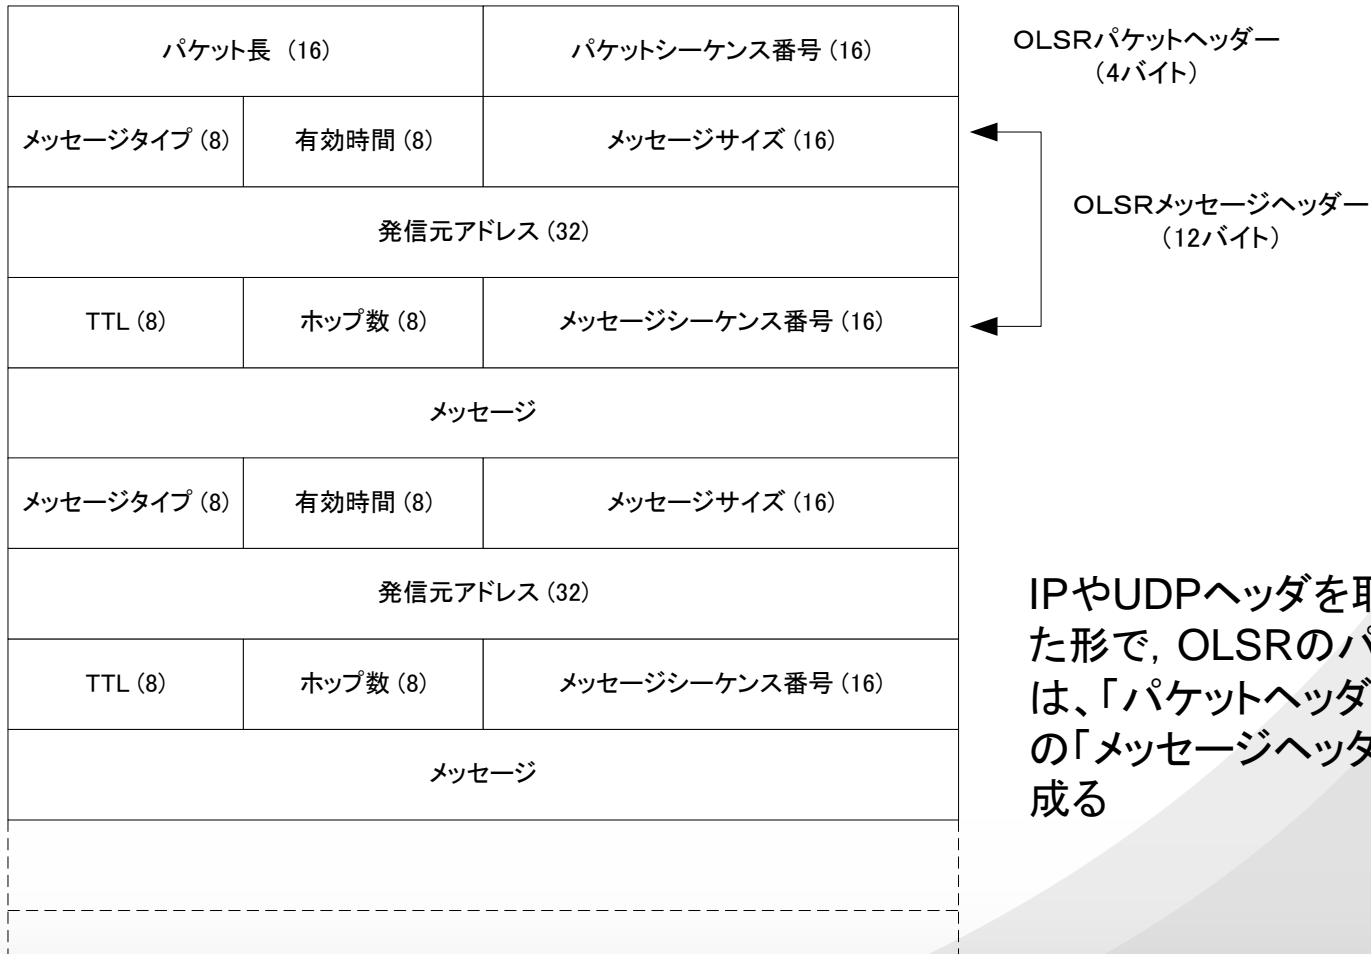 パケット長 (16)
パケットシーケンス番号 (16)
OLSRパケットヘッダー
(4バイト)
メッセージタイプ (8)
有効時間 (8)
メッセージサイズ (16)
発信元アドレス (32)
OLSRメッセージヘッダー
(12バイト)
TTL (8)
ホップ数 (8)
メッセージシーケンス番号 (16)
メッセージ
メッセージタイプ (8)
有効時間 (8)
メッセージサイズ (16)
発信元アドレス (32)
TTL (8)
ホップ数 (8)
メッセージシーケンス番号 (16)
メッセージ
IPやUDPヘッダを
た形で, OLSRのパ
は、「パケットヘッダ
の「メッセージヘッダ
成る